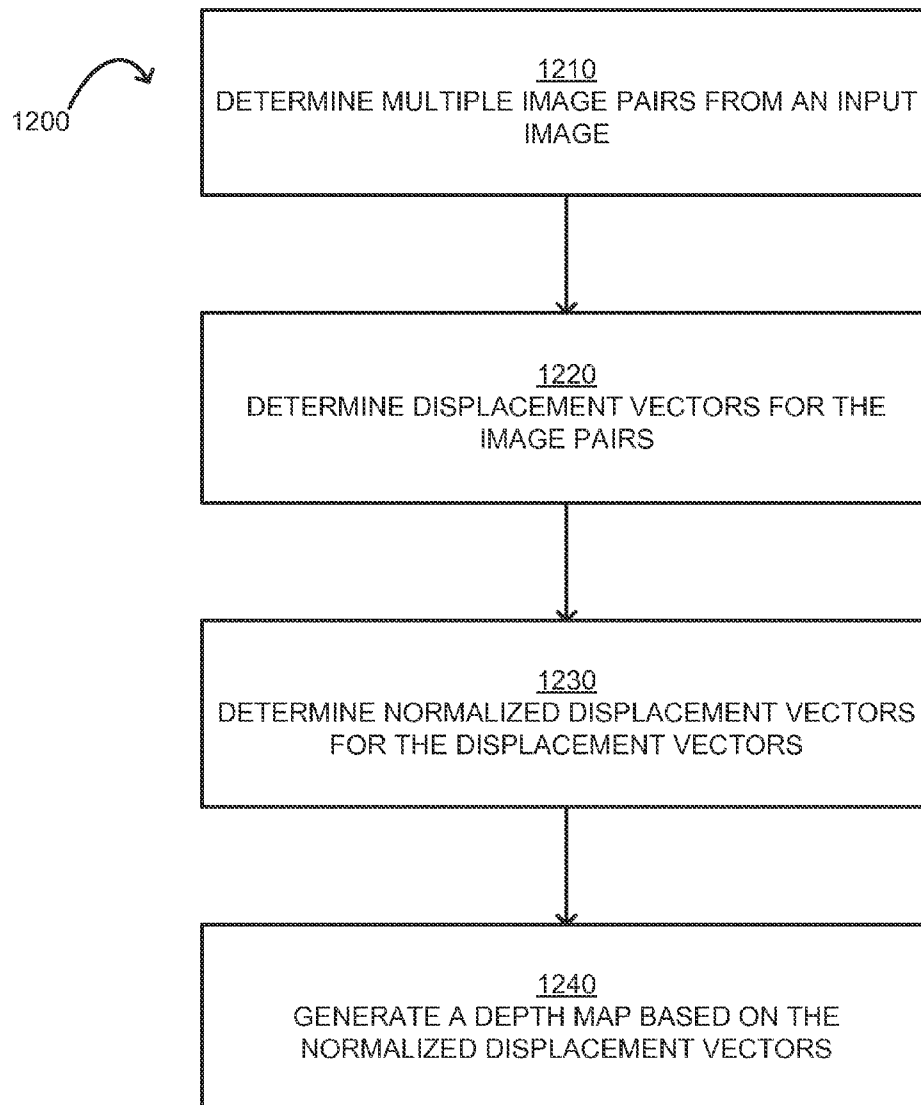 1200
1210
DETERMINE MULTIPLE IMAGE PAIRS FROM AN INPUT
IMAGE
1220
DETERMINE DISPLACEMENT VECTORS FOR THE
IMAGE PAIRS
1230
DETERMINE NORMALIZED DISPLACEMENT VECTORS
FOR THE DISPLACEMENT VECTORS
1240
GENERATE A DEPTH MAP BASED ON THE
NORMALIZED DISPLACEMENT VECTORS